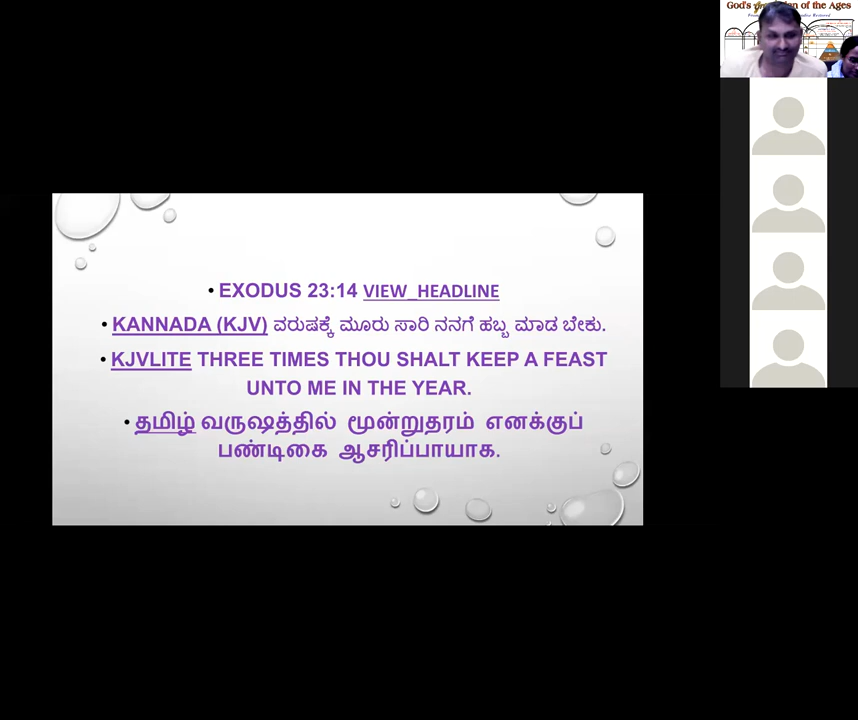 God's Plan of the Ages
• EXODUS 23:14 VIEW_HEADLINE
• KANNADA (KJV) ವರುಷಕ್ಕೆ ಮೂರು ಸಾರಿ ನನಗೆ ಹಬ್ಬ ಮಾಡ ಬೇಕು.
• KJVLITE THREE TIMES THOU SHALT KEEP A FEAST
UNTO ME IN THE YEAR.
• தமிழ் வருஷத்தில் மூன்றுதரம் எனக்குப்
பண்டிகை ஆசரிப்பாயாக.